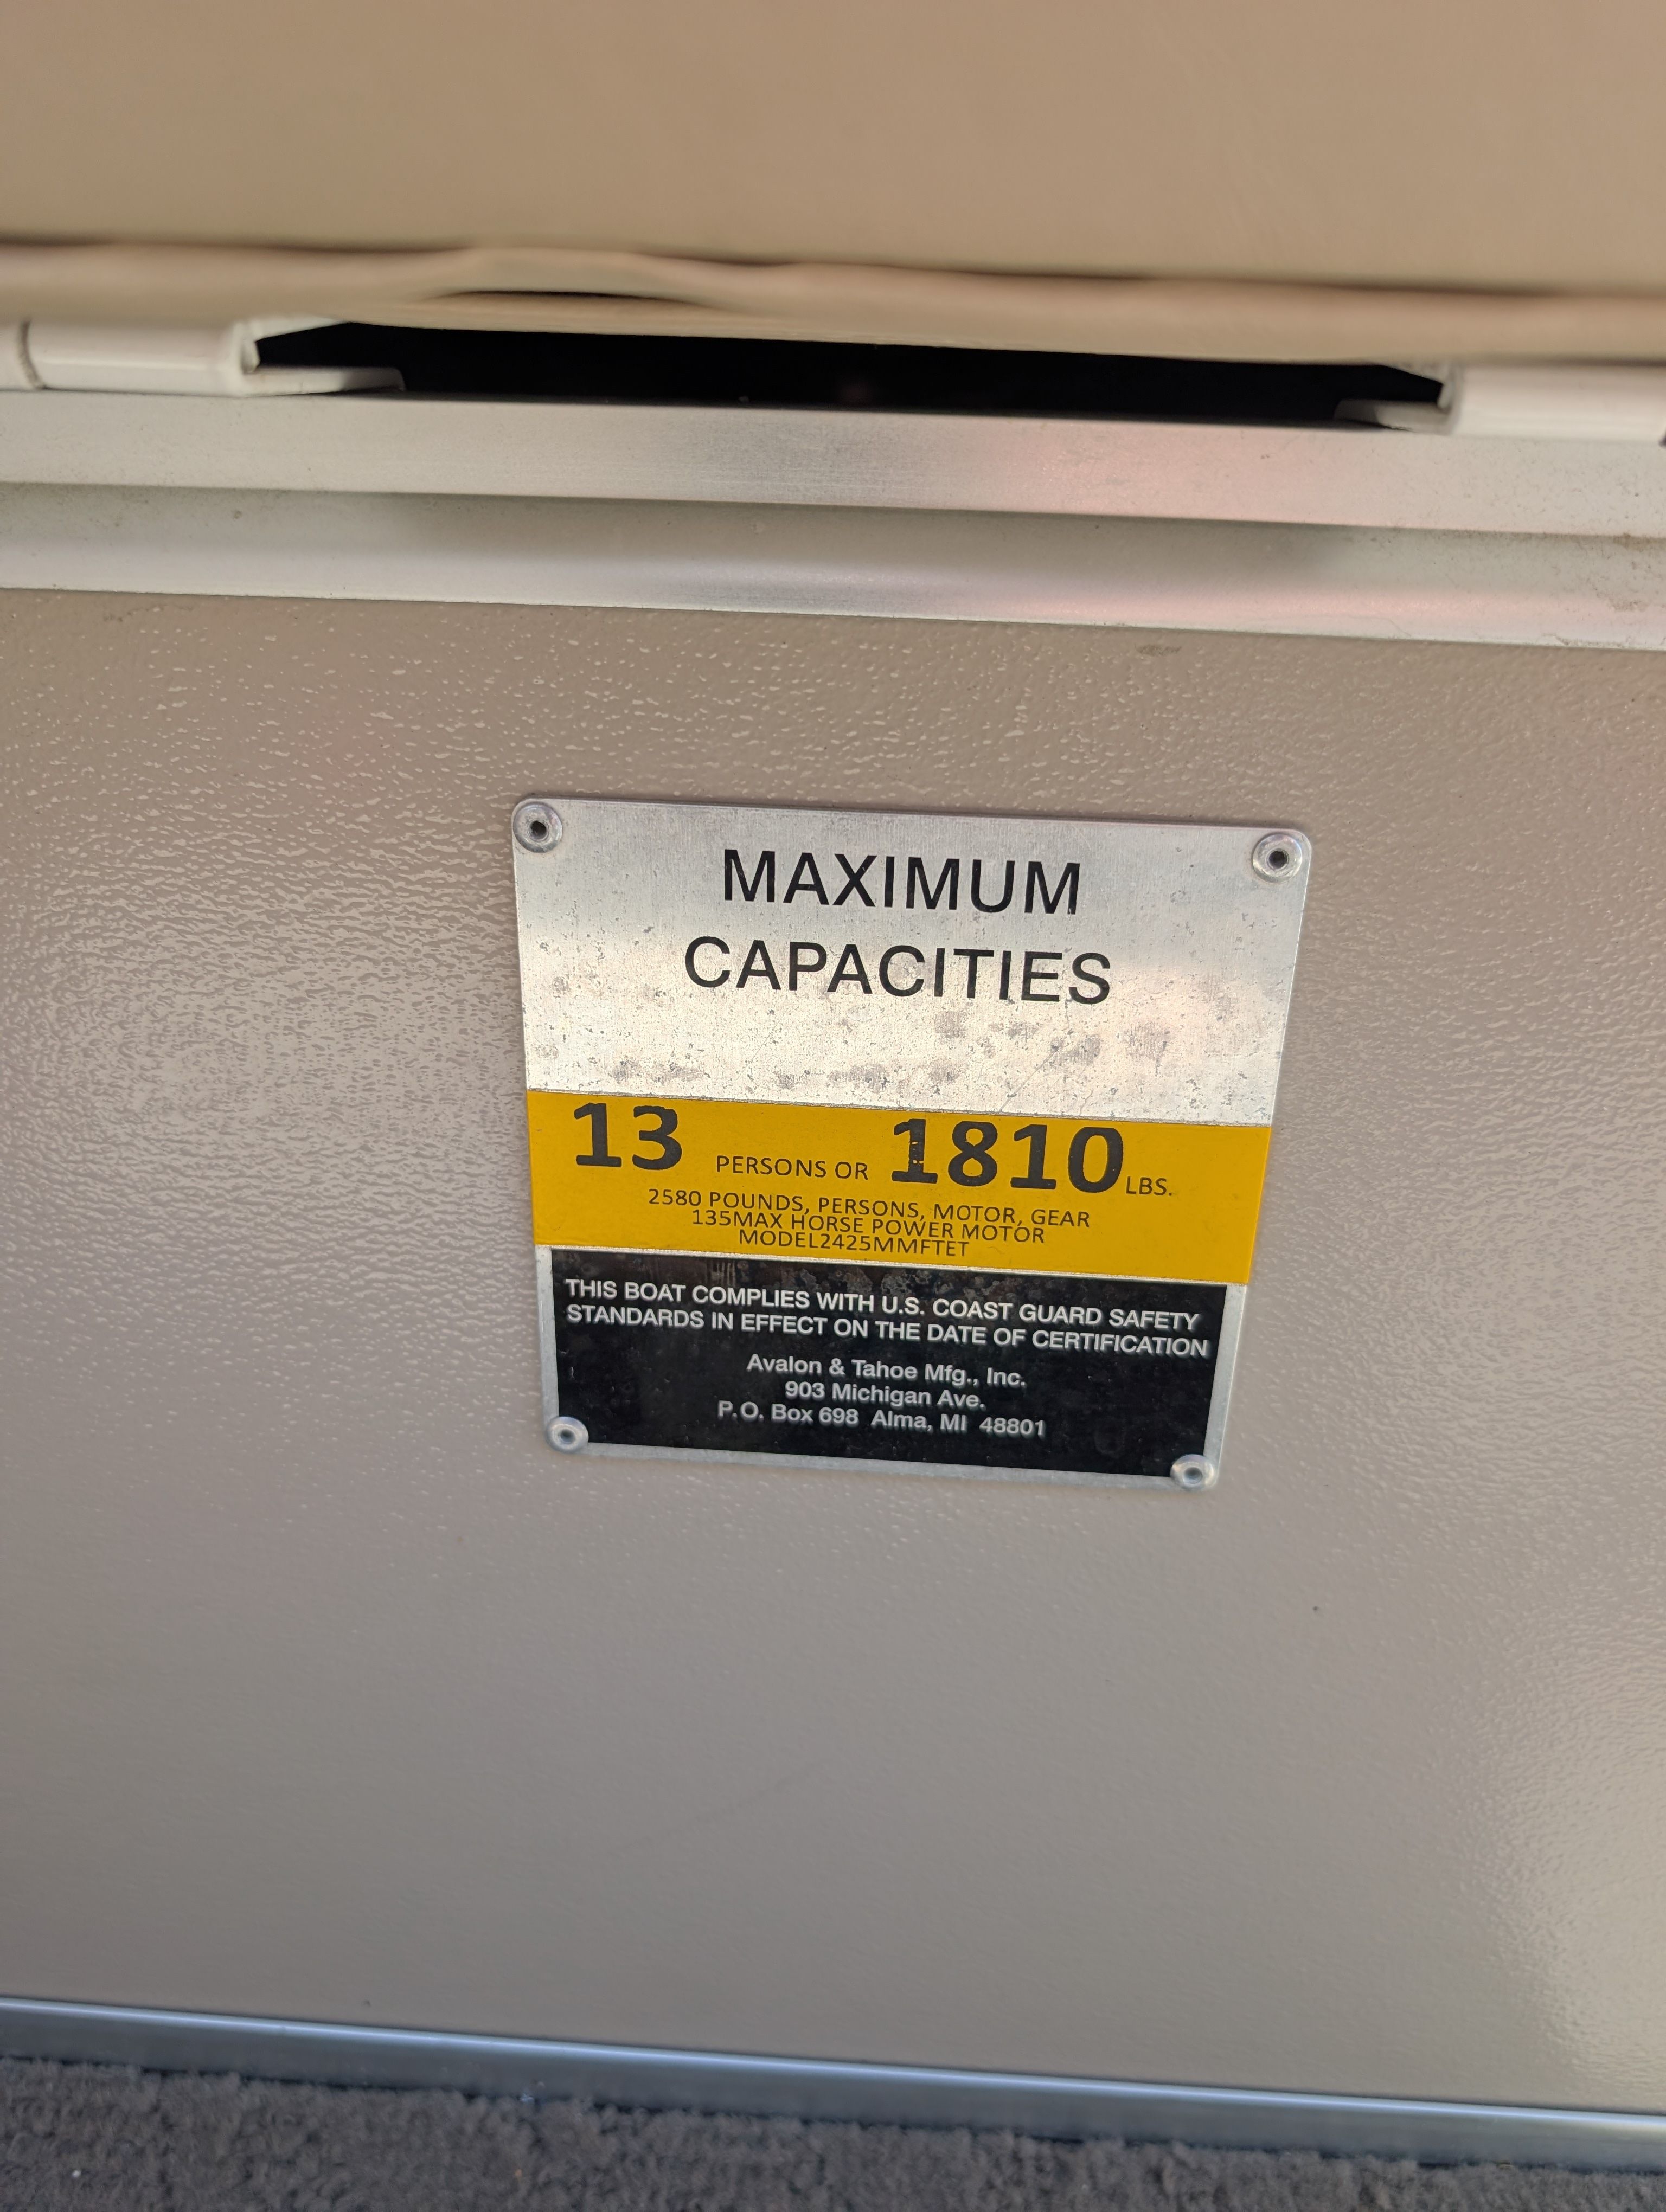 MAXIMUM
CAPACITIES
13 PERSONS OR 1810 LBS.
2580 POUNDS, PERSONS, MOTOR, GEAR
135MAX HORSE POWER MOTOR
MODEL2425MMFTET
THIS BOAT COMPLIES WITH U.S. COAST GUARD SAFETY
STANDARDS IN EFFECT ON THE DATE OF CERTIFICATION
Avalon & Tahoe Mfg., Inc.
903 Michigan Ave.
P.O. Box 698 Alma, MI 48801